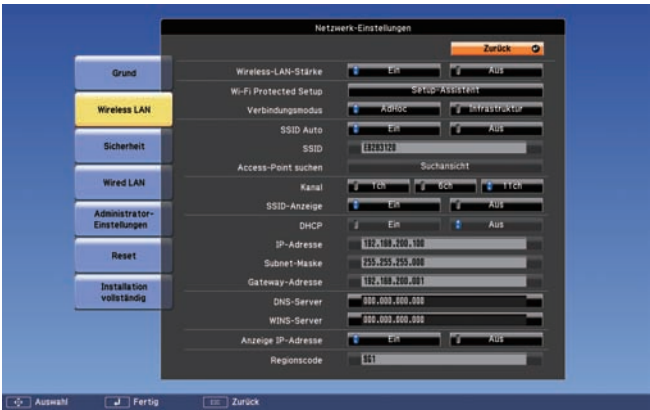 Netzwerk-Einstellungen
Zurück
Grund
Wireless LAN
Sicherheit
Wired LAN
Administrator-
Einstellungen
Reset
Installation
vollständig
Wireless-LAN-Stärke Ein Aus
Wi-Fi Protected Setup Setup-Assistent
Verbindungsmodus AdHoc Infrastruktur
SSID Auto Ein Aus
SSID
Access-Point suchen Suchansicht
Kanal 1ch 6ch 11ch
SSID-Anzeige Ein Aus
DHCP Ein Aus
IP-Adresse 192.168.200.100
Subnet-Maske 255.255.255.000
Gateway-Adresse 192.168.200.001
DNS-Server 000.000.000.000
WINS-Server 000.000.000.000
Anzeige IP-Adresse Ein Aus
Regionscode
Auswahl Fertig Zurück